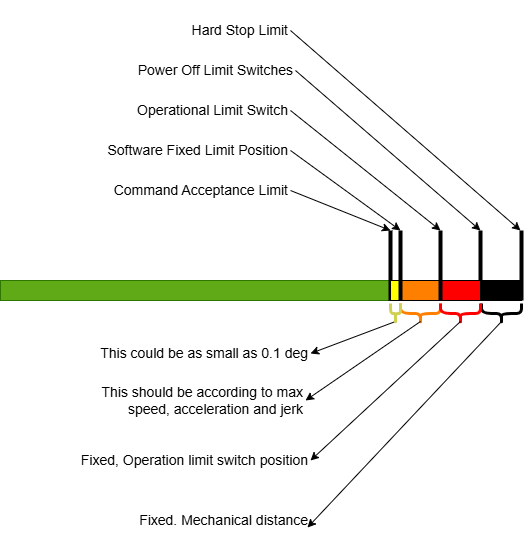 Hard Stop Limit
Power Off Limit Switches
Operational Limit Switch
Software Fixed Limit Position
Command Acceptance Limit
This could be as small as 0.1 deg
This should be according to max
speed, acceleration and jerk
Fixed, Operation limit switch position
Fixed. Mechanical distance